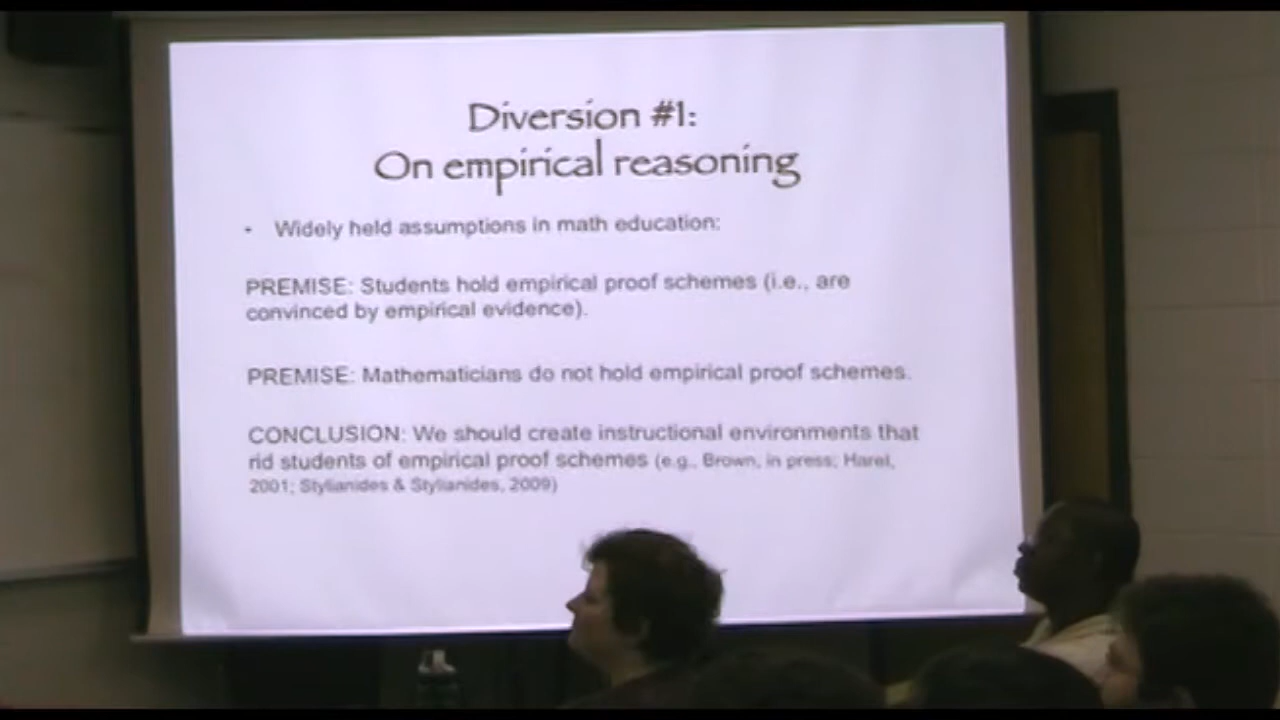 Diversion #1:
On empirical reasoning
• Widely held assumptions in math education:
PREMISE: Students hold empirical proof schemes (i.e., are
convinced by empirical evidence).
PREMISE: Mathematicians do not hold empirical proof schemes.
CONCLUSION: We should create instructional environments that
rid students of empirical proof schemes (e.g., Brown, in press; Harel,
2001; Stylianides & Stylianides, 2009)